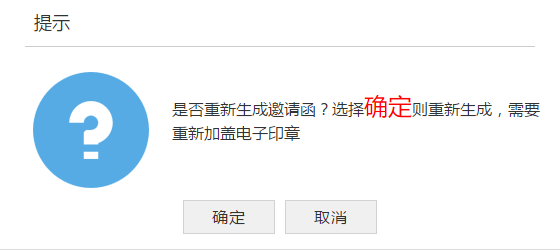 提示
是否重新生成邀请函？选择确定则重新生成，需要
重新加盖电子印章
确定 取消